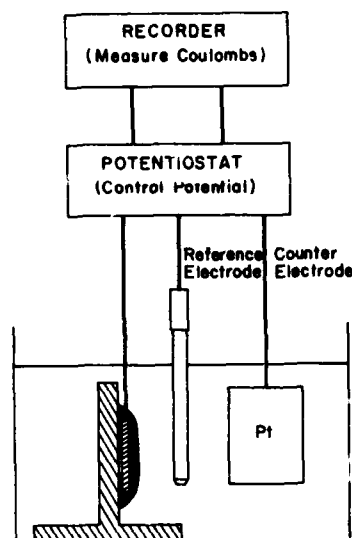 RECORDER
(Measure Coulombs)
POTENTIOSTAT
(Control Potential)
Reference Counter
Electrode Electrode
Pt